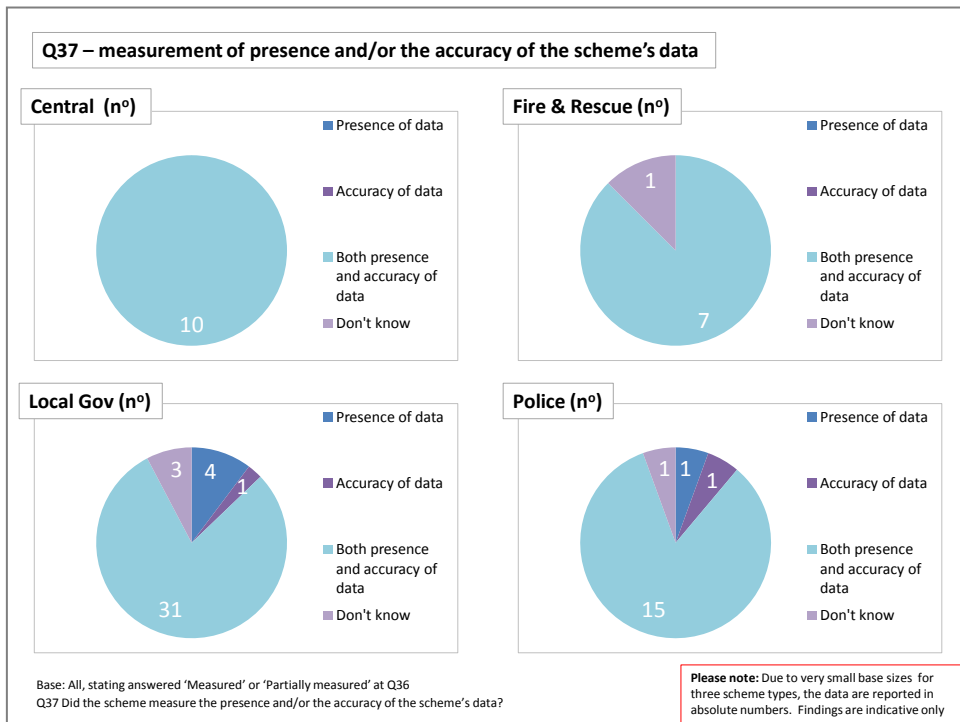 Q37 – measurement of presence and/or the accuracy of the scheme's data
Central (nº)
Presence of data
Accuracy of data
Both presence
and accuracy of
data
Don't know
10
Fire & Rescue (nº)
Presence of data
Accuracy of data
Both presence
and accuracy of
data
Don't know
1
7
Local Gov (nº)
Presence of data
Accuracy of data
Both presence
and accuracy of
data
Don't know
3
4
1
31
Police (nº)
Presence of data
Accuracy of data
Both presence
and accuracy of
data
Don't know
1
1
1
15
Base: All, stating answered 'Measured' or 'Partially measured' at Q36
Q37 Did the scheme measure the presence and/or the accuracy of the scheme's data?
Please note: Due to very small base sizes for
three scheme types, the data are reported in
absolute numbers. Findings are indicative only